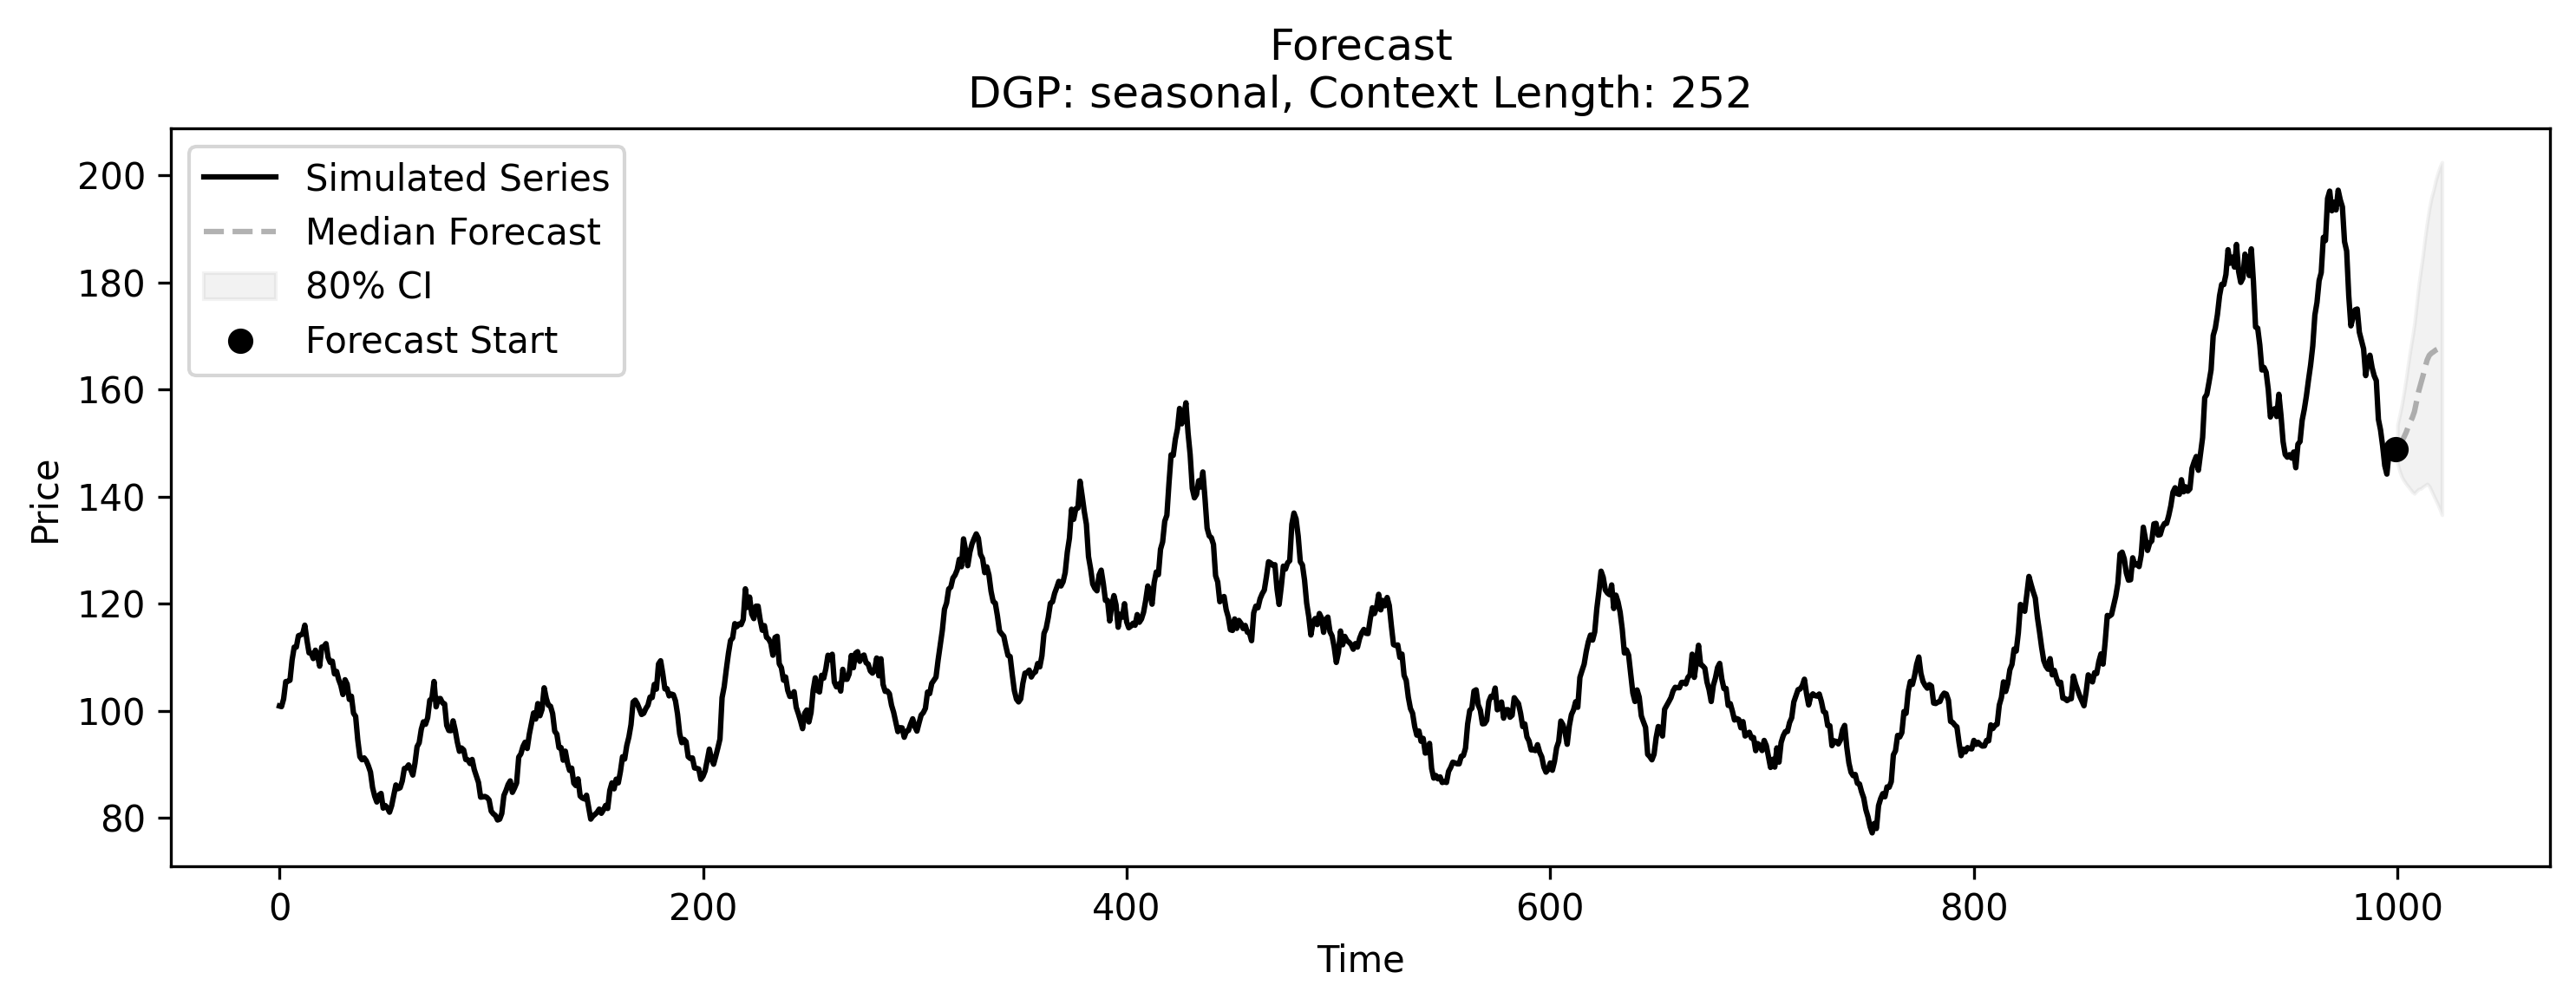 Forecast
DGP: seasonal, Context Length: 252
Simulated Series
Median Forecast
80% CI
Forecast Start
200
180
160
140
120
100
80
Price
0
200
400
600
800
1000
Time